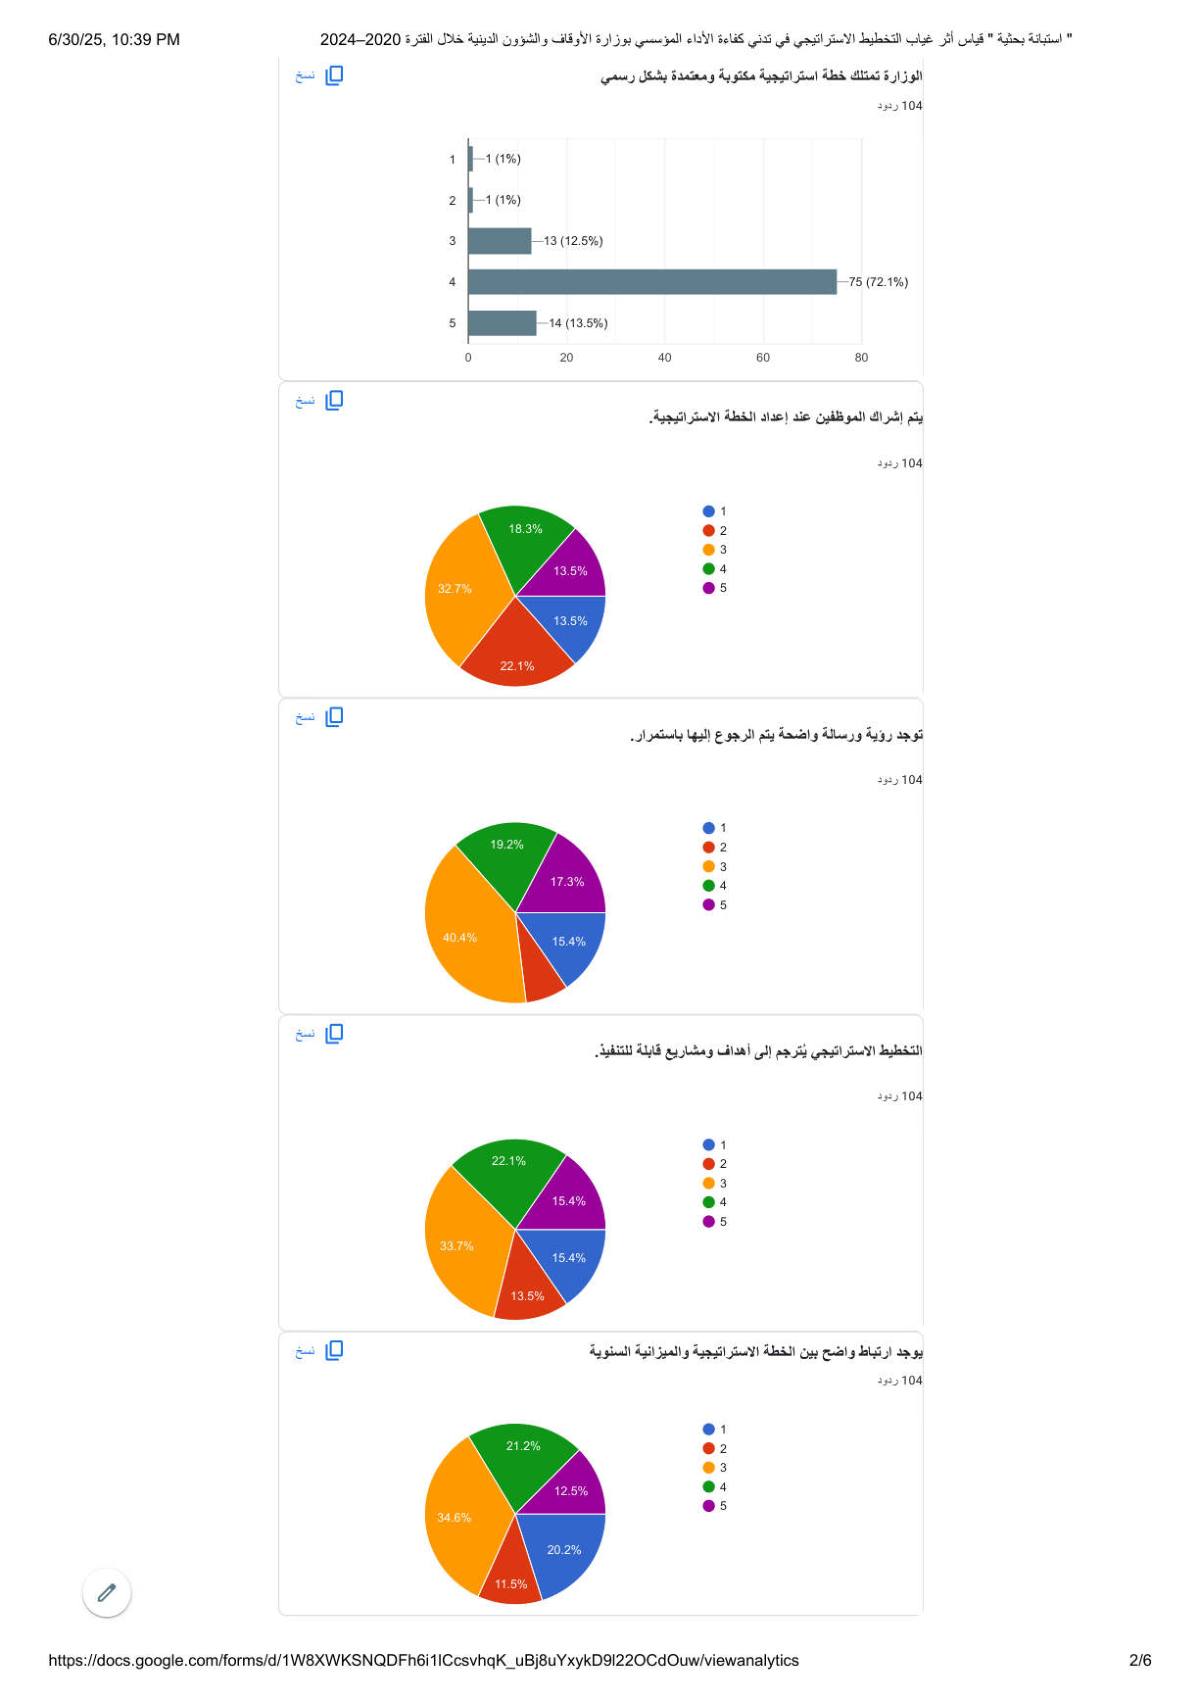 6/30/25, 10:39 PM
" استبانة بحثية " قياس أثر غياب التخطيط الاستراتيجي في تدني كفاءة الأداء المؤسسي بوزارة الأوقاف والشؤون الدينية خلال الفترة 2020–2024
الوزارة تمتلك خطة استراتيجية مكتوبة ومعتمدة بشكل رسمي
نسخ
104 ردود
1
1 (1%)
2
1 (1%)
3
13 (12.5%)
4
75 (72.1%)
5
14 (13.5%)
0 20 40 60 80
نسخ
يتم إشراك الموظفين عند إعداد الخطة الاستراتيجية.
104 ردود
1
2
3
4
5
18.3%
13.5%
32.7%
13.5%
22.1%
نسخ
توجد رؤية ورسالة واضحة يتم الرجوع إليها باستمرار.
104 ردود
1
2
3
4
5
19.2%
17.3%
40.4%
15.4%
نسخ
التخطيط الاستراتيجي يُترجم إلى أهداف ومشاريع قابلة للتنفيذ.
104 ردود
1
2
3
4
5
22.1%
15.4%
33.7%
15.4%
13.5%
نسخ
يوجد ارتباط واضح بين الخطة الاستراتيجية والميزانية السنوية
104 ردود
1
2
3
4
5
21.2%
12.5%
34.6%
20.2%
11.5%
https://docs.google.com/forms/d/1W8XWKSNQDFh6i1lCcsvhqK_uBj8uYxykD9l22OCdOuw/viewanalytics
2/6